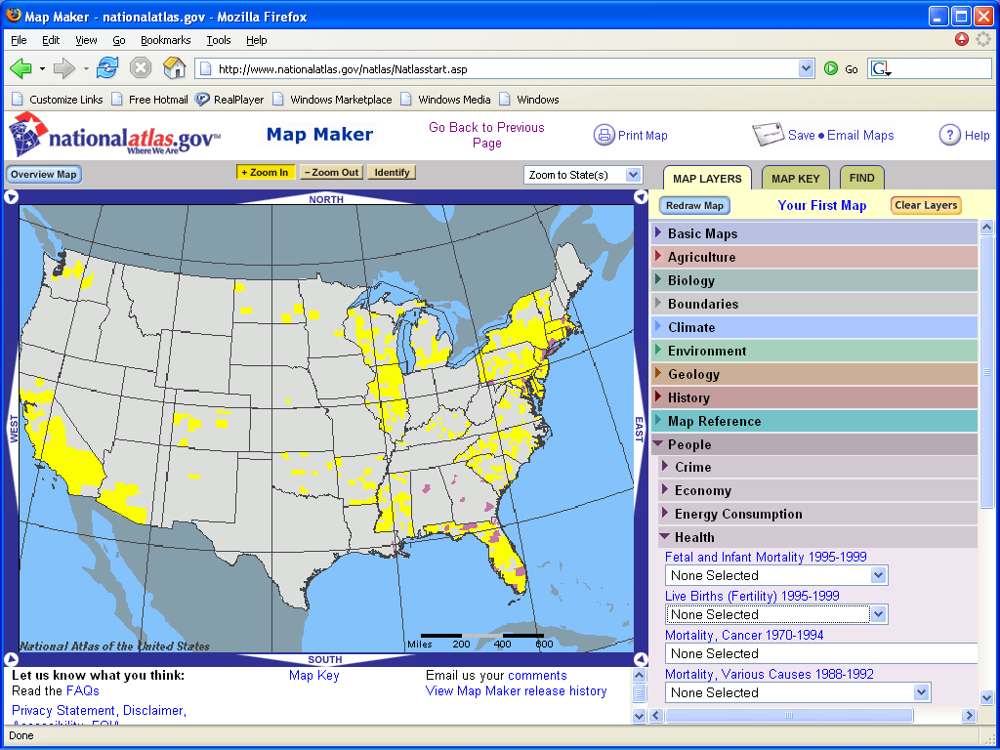 Map Maker - nationalatlas.gov - Mozilla Firefox
File Edit View Go Bookmarks Tools Help
http://www.nationalatlas.gov/natlas/Natlasstart.asp Go G
Customize Links Free Hotmail RealPlayer Windows Marketplace Windows Media Windows
nationalatlas.gov™
Where We Are
Map Maker
Go Back to Previous
Page
Print Map
Save • Email Maps
? Help
Overview Map
+ Zoom In
– Zoom Out
Identify
Zoom to State(s)
MAP LAYERS
MAP KEY
FIND
Redraw Map
Your First Map
Clear Layers
NORTH
WEST
EAST
SOUTH
National Atlas of the United States
Miles 200 400 600
Basic Maps
Agriculture
Biology
Boundaries
Climate
Environment
Geology
History
Map Reference
People
Crime
Economy
Energy Consumption
Health
Fetal and Infant Mortality 1995-1999
None Selected
Live Births (Fertility) 1995-1999
None Selected
Mortality, Cancer 1970-1994
None Selected
Mortality, Various Causes 1988-1992
None Selected
Let us know what you think:
Read the FAQs
Privacy Statement, Disclaimer,
Map Key
Email us your comments
View Map Maker release history
Done